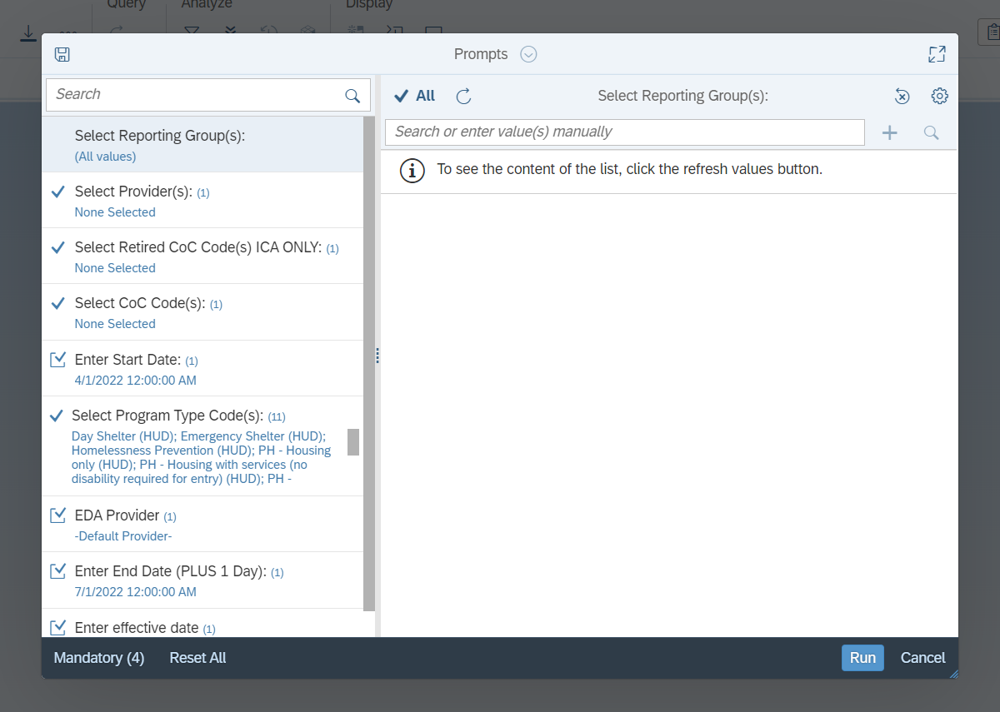 Query
Analyze
Display
Prompts
Search
Select Reporting Group(s):
(All values)
Select Provider(s): (1)
None Selected
Select Retired CoC Code(s) ICA ONLY: (1)
None Selected
Select CoC Code(s): (1)
None Selected
Enter Start Date: (1)
4/1/2022 12:00:00 AM
Select Program Type Code(s): (11)
Day Shelter (HUD); Emergency Shelter (HUD);
Homelessness Prevention (HUD); PH - Housing
only (HUD); PH - Housing with services (no
disability required for entry) (HUD); PH -
EDA Provider (1)
-Default Provider-
Enter End Date (PLUS 1 Day): (1)
7/1/2022 12:00:00 AM
Enter effective date (1)
All
Select Reporting Group(s):
Search or enter value(s) manually
To see the content of the list, click the refresh values button.
Mandatory (4)
Reset All
Run
Cancel